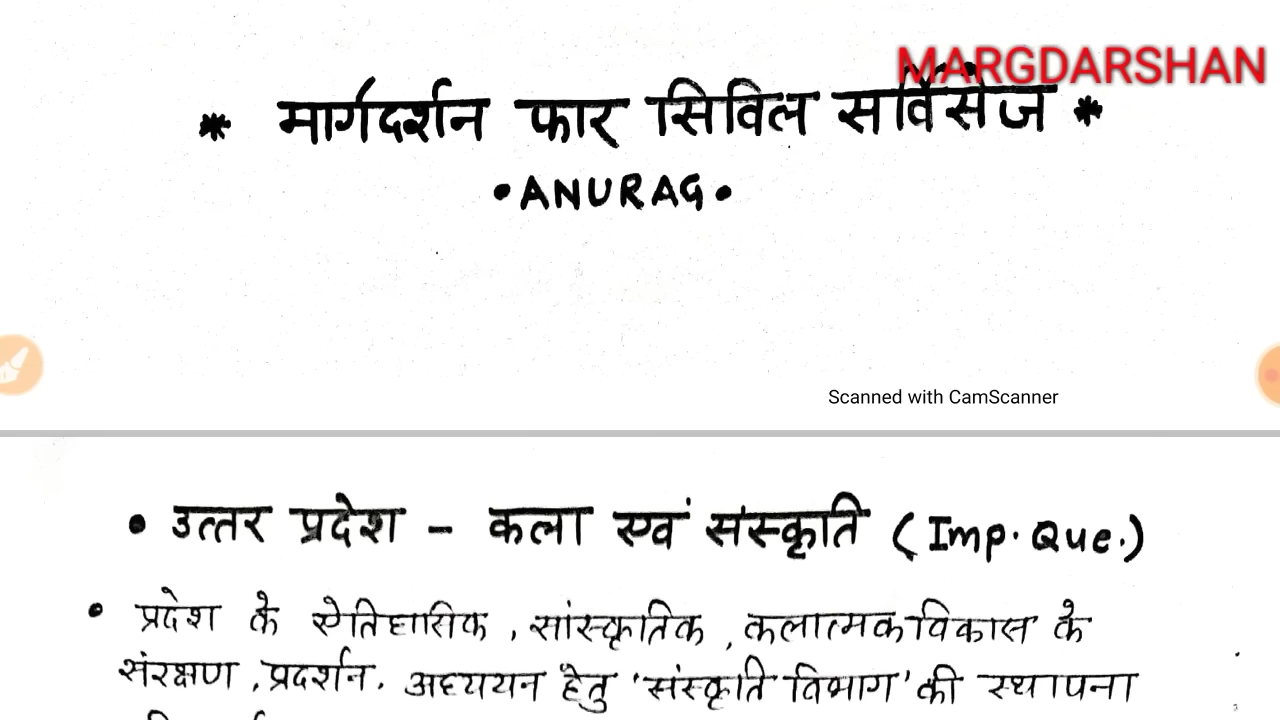 MARGDARSHAN
* मार्गदर्शन फार सिविल सर्विसेज *
• ANURAG •
Scanned with CamScanner
• उत्तर प्रदेश - कला एवं संस्कृति ( Imp. Que.)
• प्रदेश के ऐतिहासिक , सांस्कृतिक , कलात्मक विकास के
संरक्षण , प्रदर्शन. अध्ययन हेतु 'संस्कृति विभाग' की स्थापना